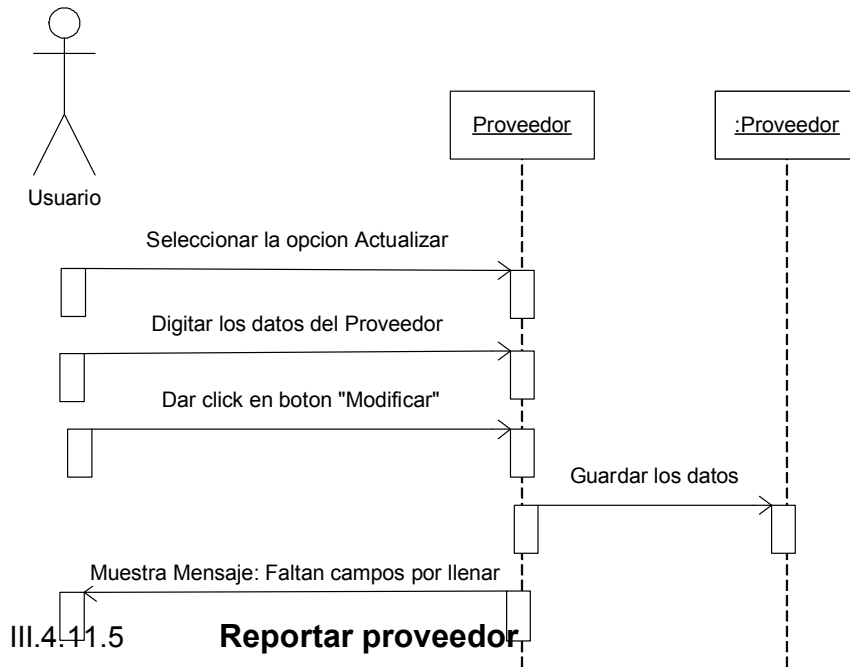 Proveedor
:Proveedor
Usuario
Seleccionar la opcion Actualizar
Digitar los datos del Proveedor
Dar click en boton "Modificar"
Guardar los datos
Muestra Mensaje: Faltan campos por llenar
III.4.11.5 Reportar proveedor